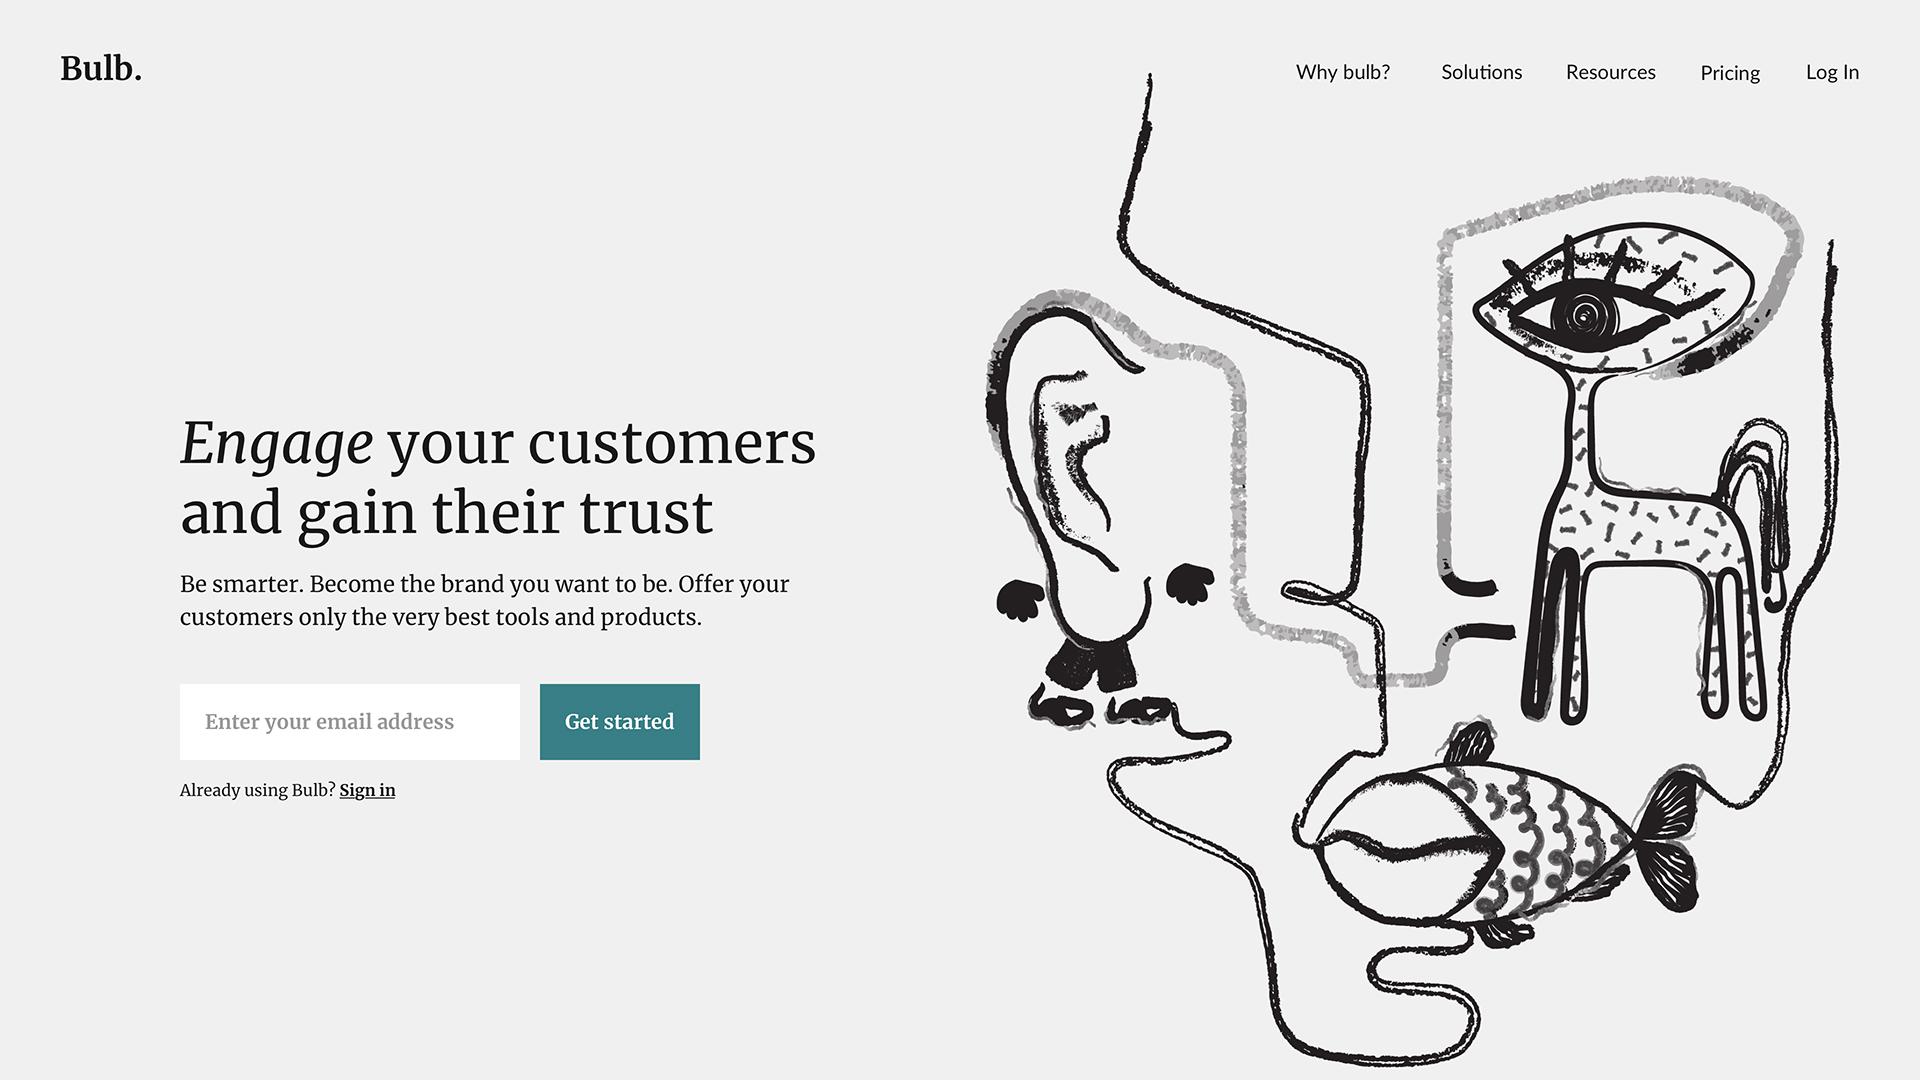 Bulb.
Why bulb?
Solutions
Resources
Pricing
Log In
Engage your customers
and gain their trust
Be smarter. Become the brand you want to be. Offer your
customers only the very best tools and products.
Enter your email address
Get started
Already using Bulb? Sign in